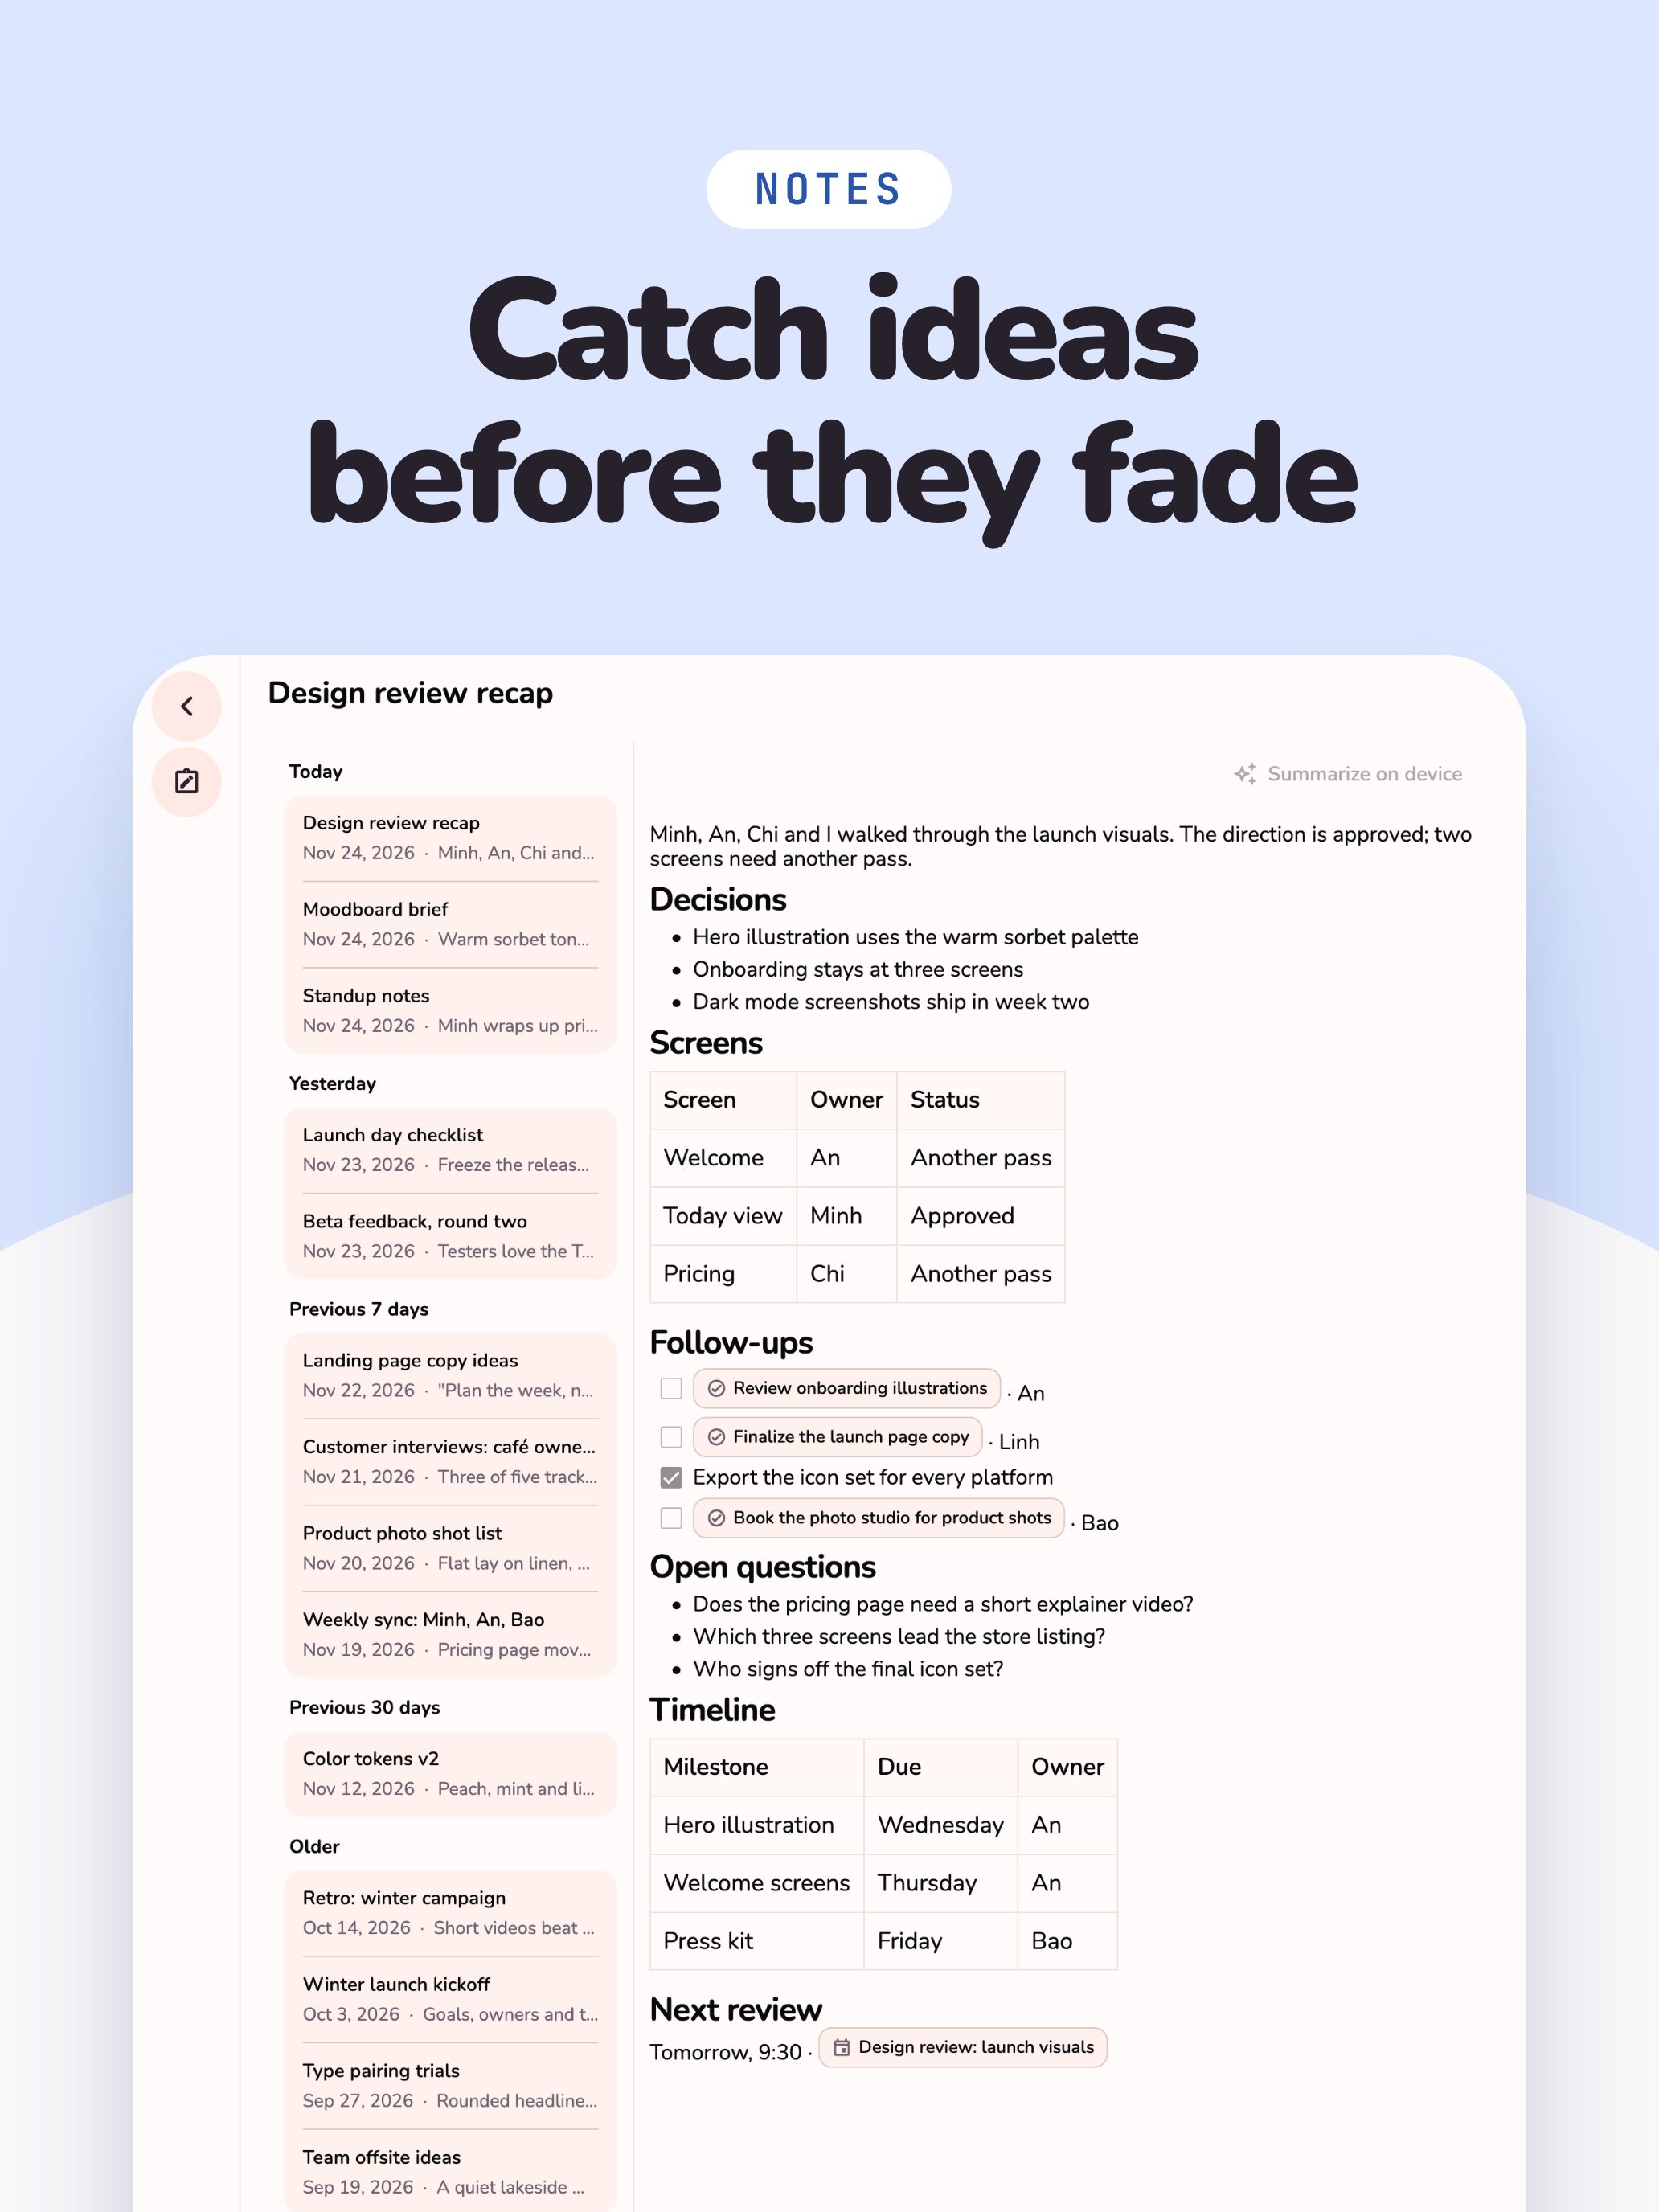 NOTES
Catch ideas
before they fade
Design review recap
Today
Design review recap
Nov 24, 2026 · Minh, An, Chi and...
Moodboard brief
Nov 24, 2026 · Warm sorbet ton...
Standup notes
Nov 24, 2026 · Minh wraps up pri...
Yesterday
Launch day checklist
Nov 23, 2026 · Freeze the releas...
Beta feedback, round two
Nov 23, 2026 · Testers love the T...
Previous 7 days
Landing page copy ideas
Nov 22, 2026 · "Plan the week, n...
Customer interviews: café owne...
Nov 21, 2026 · Three of five track...
Product photo shot list
Nov 20, 2026 · Flat lay on linen, ...
Weekly sync: Minh, An, Bao
Nov 19, 2026 · Pricing page mov...
Previous 30 days
Color tokens v2
Nov 12, 2026 · Peach, mint and li...
Older
Retro: winter campaign
Oct 14, 2026 · Short videos beat ...
Winter launch kickoff
Oct 3, 2026 · Goals, owners and t...
Type pairing trials
Sep 27, 2026 · Rounded headline...
Team offsite ideas
Sep 19, 2026 · A quiet lakeside ...
Summarize on device
Minh, An, Chi and I walked through the launch visuals. The direction is approved; two
screens need another pass.
Decisions
• Hero illustration uses the warm sorbet palette
• Onboarding stays at three screens
• Dark mode screenshots ship in week two
Screens
Screen Owner Status
Welcome An Another pass
Today view Minh Approved
Pricing Chi Another pass
Follow-ups
Review onboarding illustrations · An
Finalize the launch page copy · Linh
Export the icon set for every platform
Book the photo studio for product shots · Bao
Open questions
• Does the pricing page need a short explainer video?
• Which three screens lead the store listing?
• Who signs off the final icon set?
Timeline
Milestone Due Owner
Hero illustration Wednesday An
Welcome screens Thursday An
Press kit Friday Bao
Next review
Tomorrow, 9:30 · Design review: launch visuals